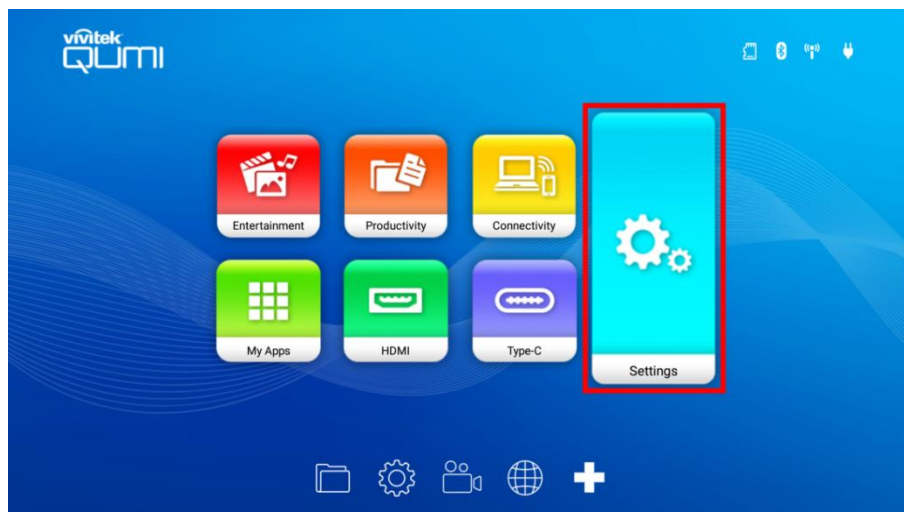 vivitek
QUMI
Entertainment
Productivity
Connectivity
My Apps
HDMI
Type-C
Settings